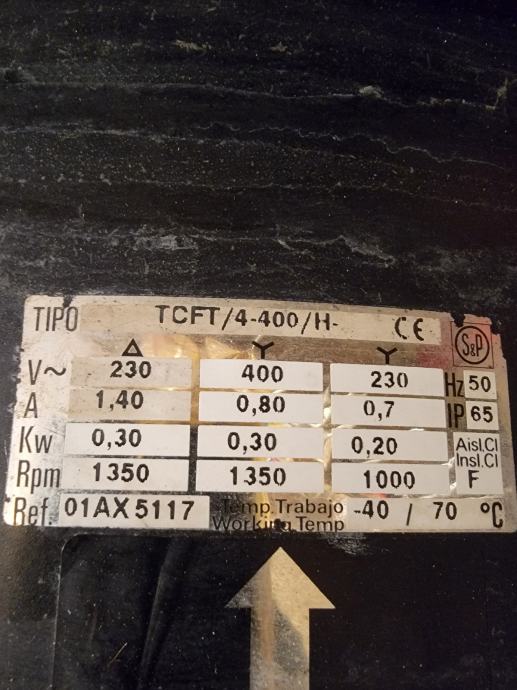 TIPO TCFT/4-400/H- CE S&P
Δ Y Y
V~ 230 400 230 Hz 50
A 1,40 0,80 0,7 IP 65
Kw 0,30 0,30 0,20 Aisl.Cl
Insl.Cl
Rpm 1350 1350 1000 F
Ref 01AX5117 Temp.Trabajo -40 / 70 °C
Working Temp